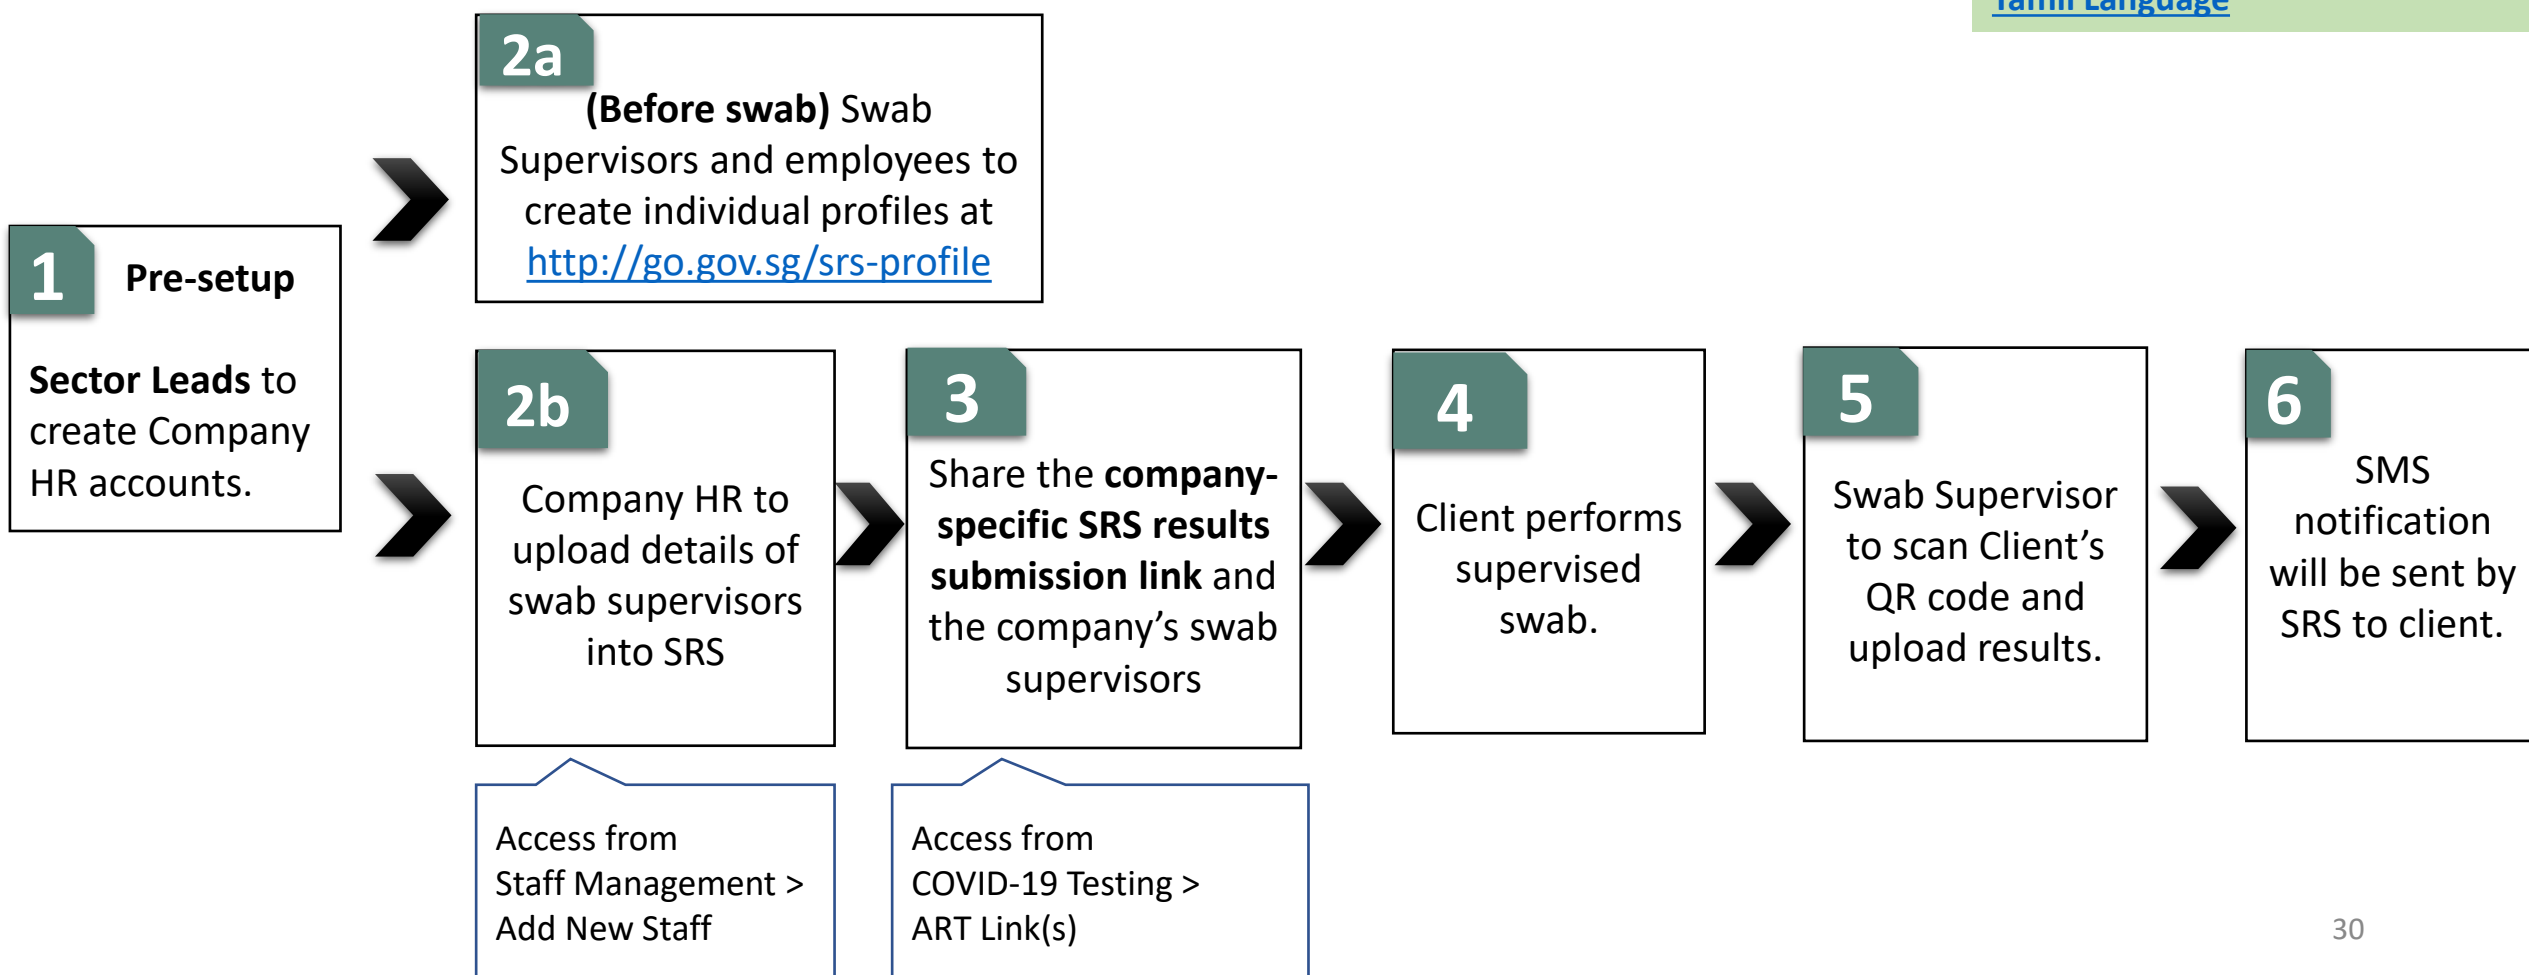 Tamil Language
1
Pre-setup
Sector Leads to
create Company
HR accounts.
2a
(Before swab) Swab
Supervisors and employees to
create individual profiles at
http://go.gov.sg/srs-profile
2b
Company HR to
upload details of
swab supervisors
into SRS
Access from
Staff Management >
Add New Staff
3
Share the company-
specific SRS results
submission link and
the company’s swab
supervisors
Access from
COVID-19 Testing >
ART Link(s)
4
Client performs
supervised
swab.
5
Swab Supervisor
to scan Client’s
QR code and
upload results.
6
SMS
notification
will be sent by
SRS to client.
30